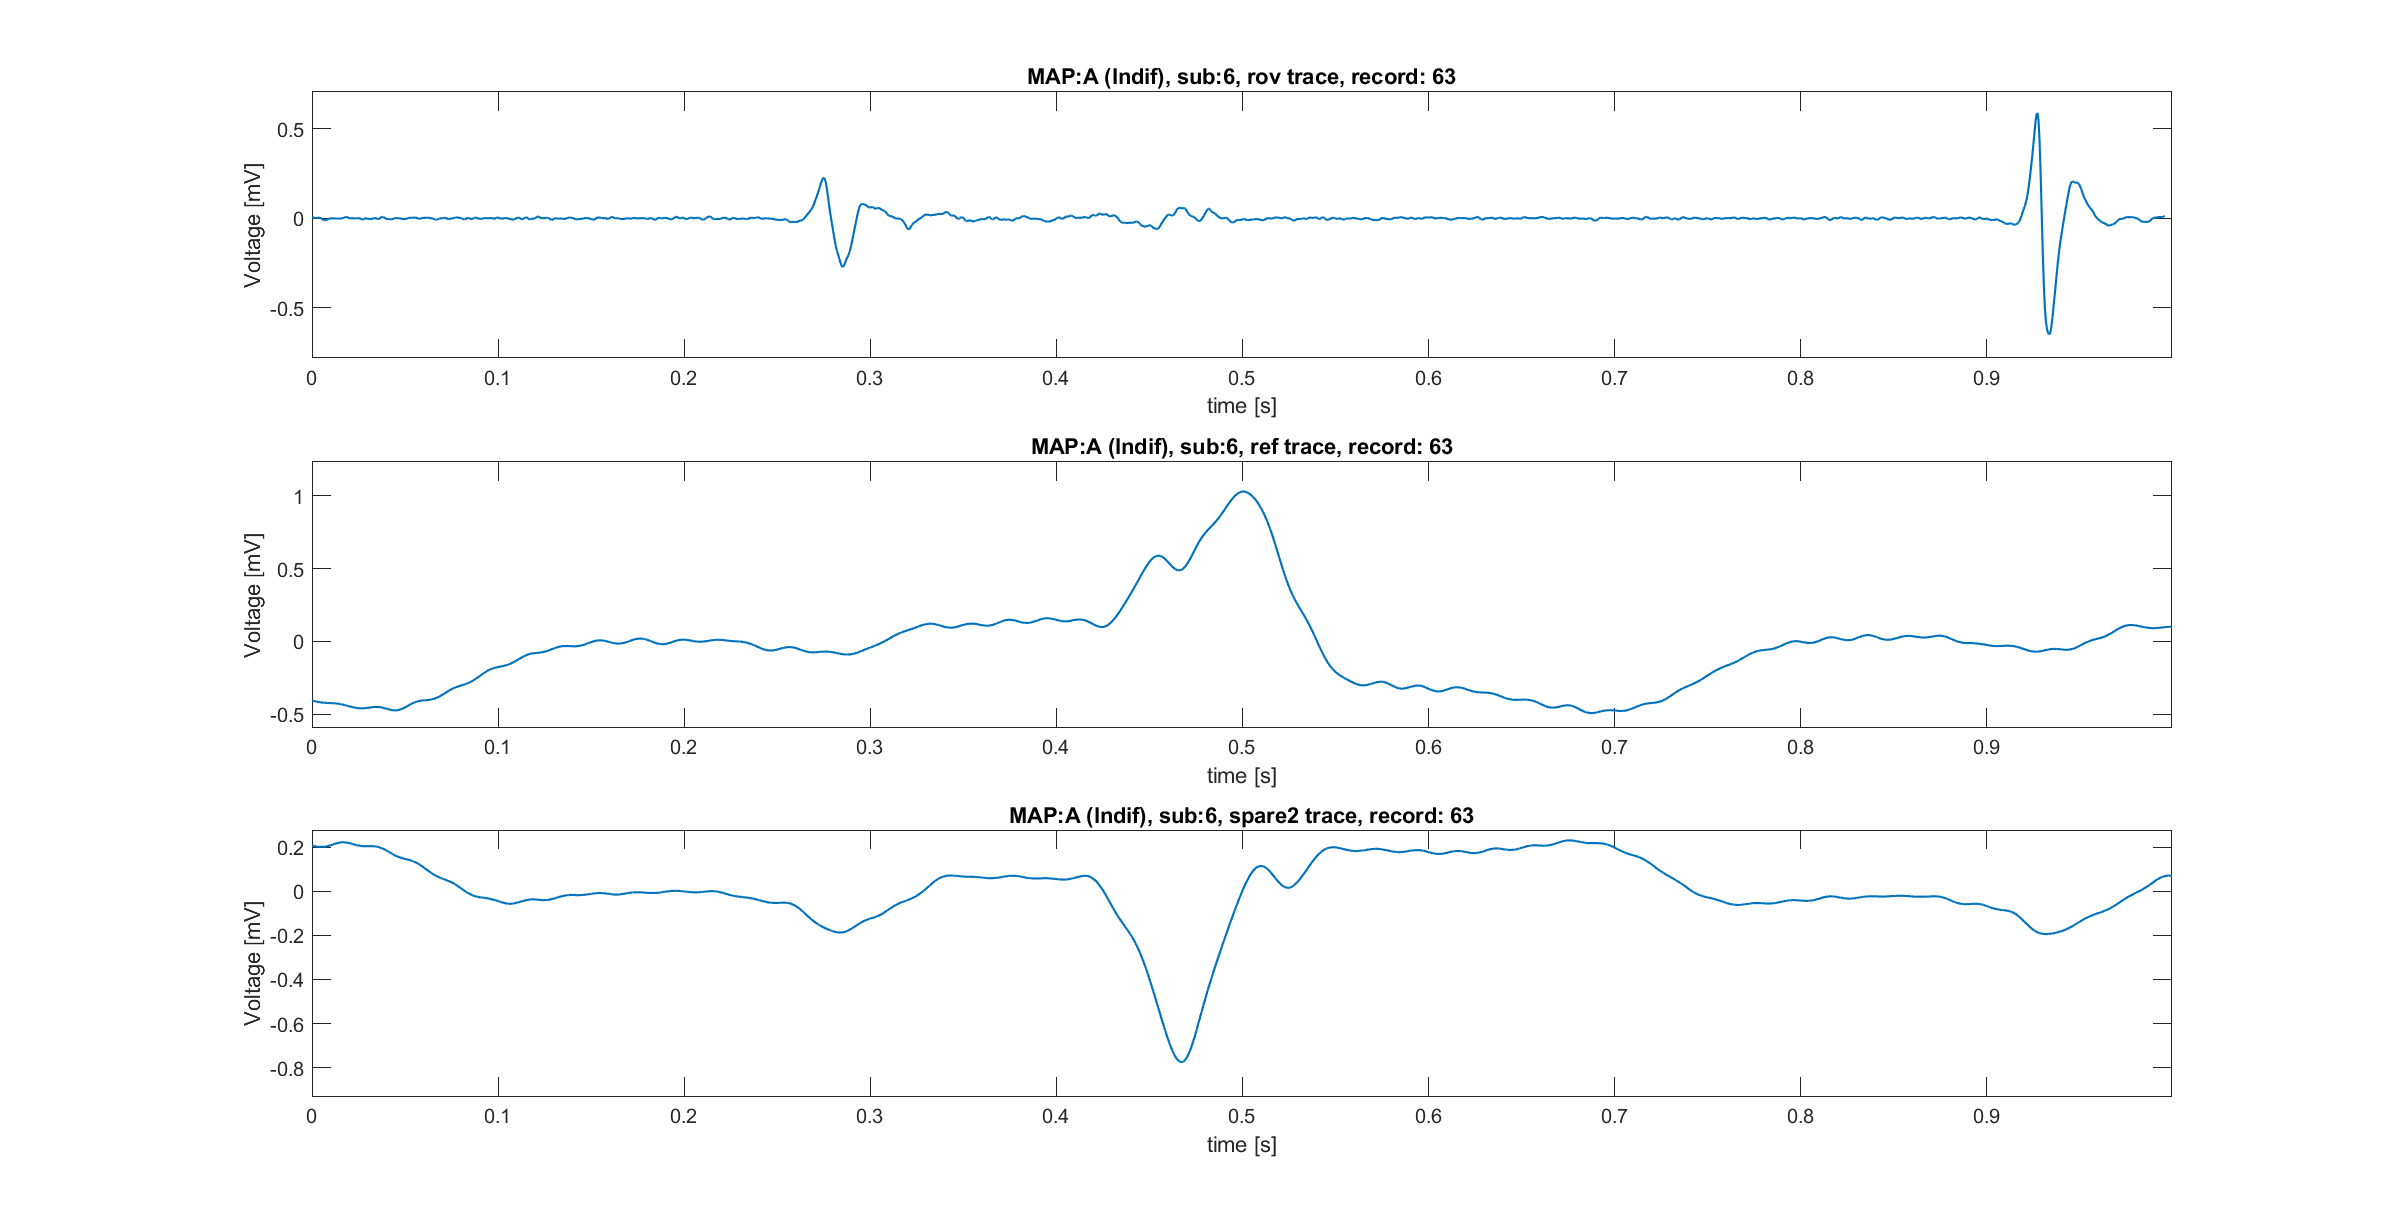 MAP:A (Indif), sub:6, rov trace, record: 63
Voltage [mV]
0.5
0
-0.5
0 0.1 0.2 0.3 0.4 0.5 0.6 0.7 0.8 0.9
time [s]
MAP:A (Indif), sub:6, ref trace, record: 63
Voltage [mV]
1
0.5
0
-0.5
0 0.1 0.2 0.3 0.4 0.5 0.6 0.7 0.8 0.9
time [s]
MAP:A (Indif), sub:6, spare2 trace, record: 63
Voltage [mV]
0.2
0
-0.2
-0.4
-0.6
-0.8
0 0.1 0.2 0.3 0.4 0.5 0.6 0.7 0.8 0.9
time [s]